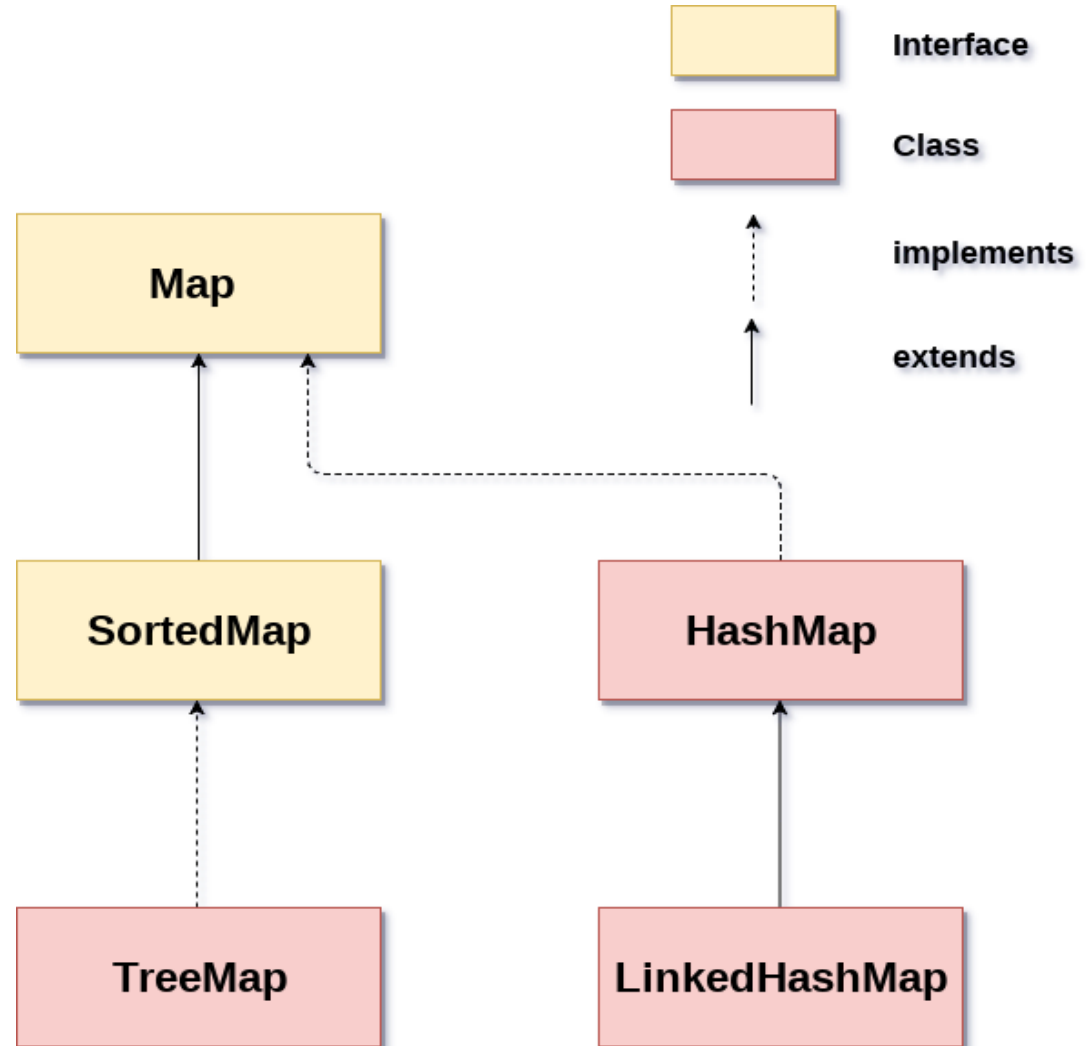 Interface
Class
implements
extends
Map
SortedMap
HashMap
TreeMap
LinkedHashMap